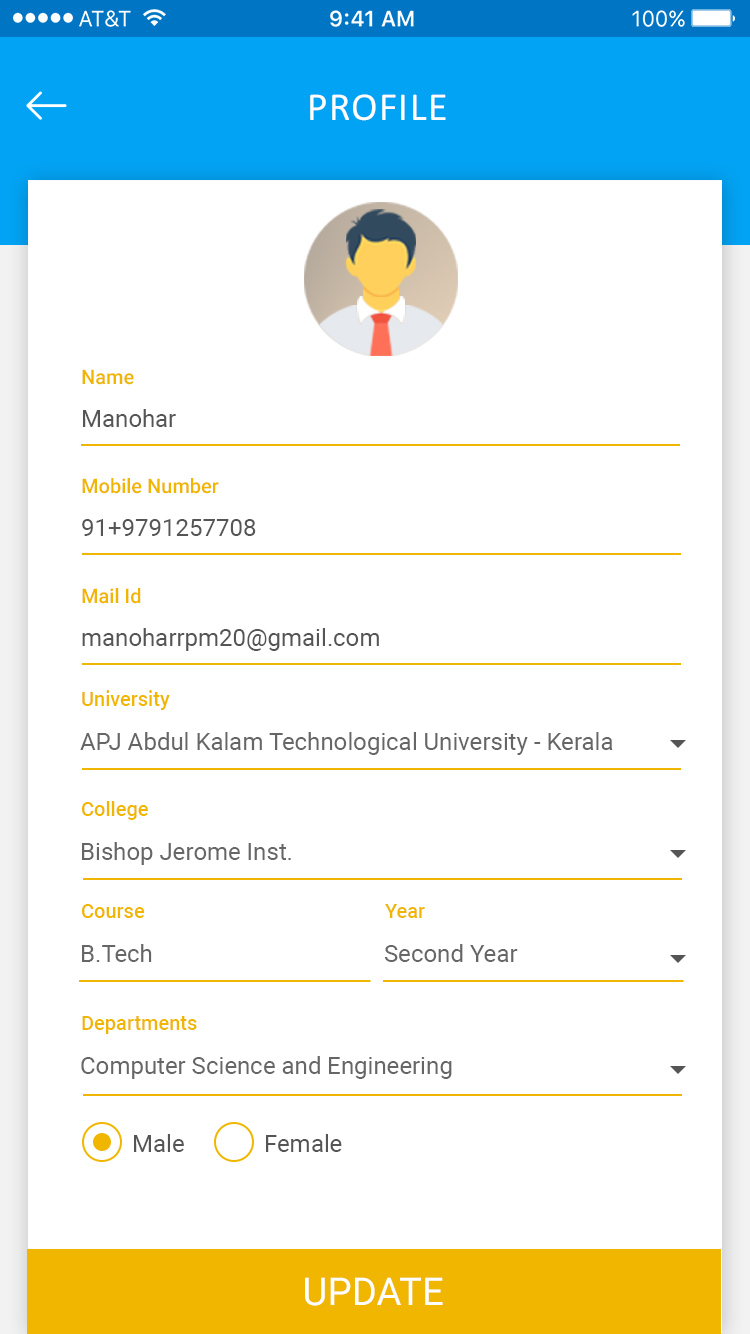 AT&T 9:41 AM 100%
PROFILE
Name
Manohar
Mobile Number
91+9791257708
Mail Id
manoharrpm20@gmail.com
University
APJ Abdul Kalam Technological University - Kerala
College
Bishop Jerome Inst.
Course Year
B.Tech Second Year
Departments
Computer Science and Engineering
Male Female
UPDATE